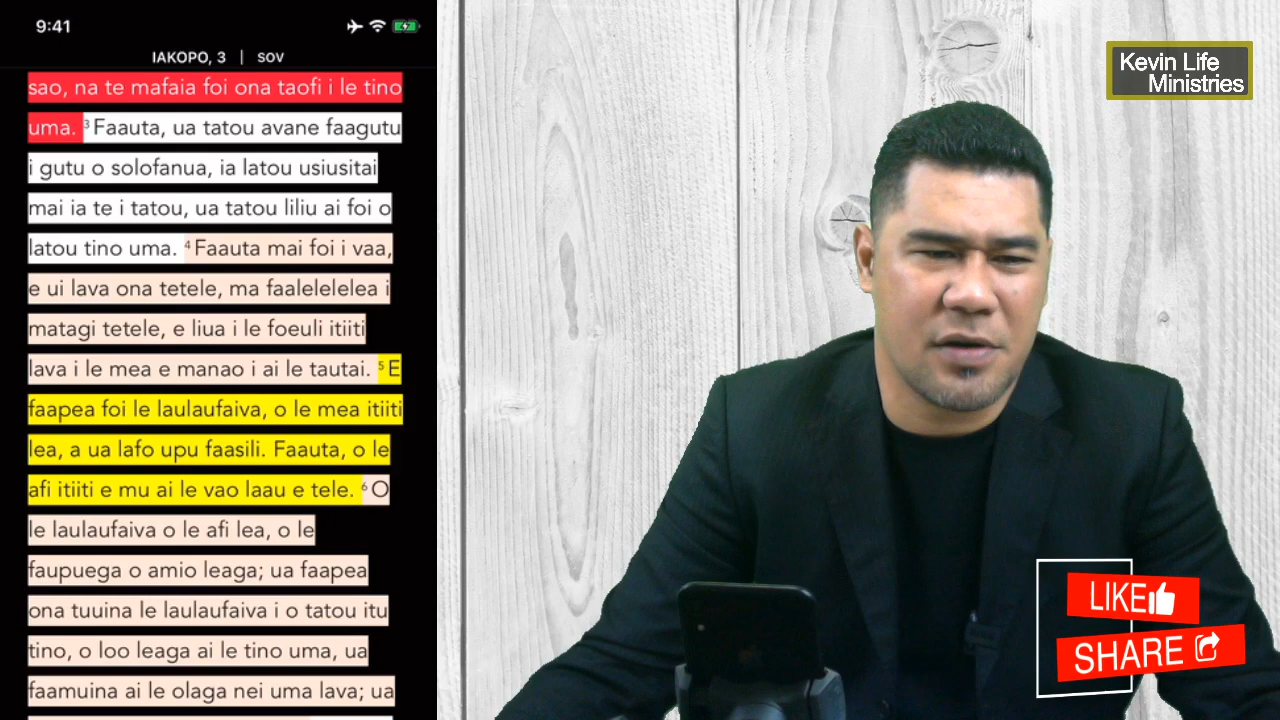 9:41
IAKOPO, 3 | SOV
sao, na te mafaia foi ona taofi i le tino
uma. 3 Faauta, ua tatou avane faagutu
i gutu o solofanua, ia latou usiusitai
mai ia te i tatou, ua tatou liliu ai foi o
latou tino uma. 4 Faauta mai foi i vaa,
e ui lava ona tetele, ma faalelelelea i
matagi tetele, e liua i le foeuli itiiti
lava i le mea e manao i ai le tautai. 5 E
faapea foi le laulaufaiva, o le mea itiiti
lea, a ua lafo upu faasili. Faauta, o le
afi itiiti e mu ai le vao laau e tele. 6 O
le laulaufaiva o le afi lea, o le
faupuega o amio leaga; ua faapea
ona tuuina le laulaufaiva i o tatou itu
tino, o loo leaga ai le tino uma, ua
faamuina ai le olaga nei uma lava; ua
Kevin Life
Ministries
LIKE
SHARE